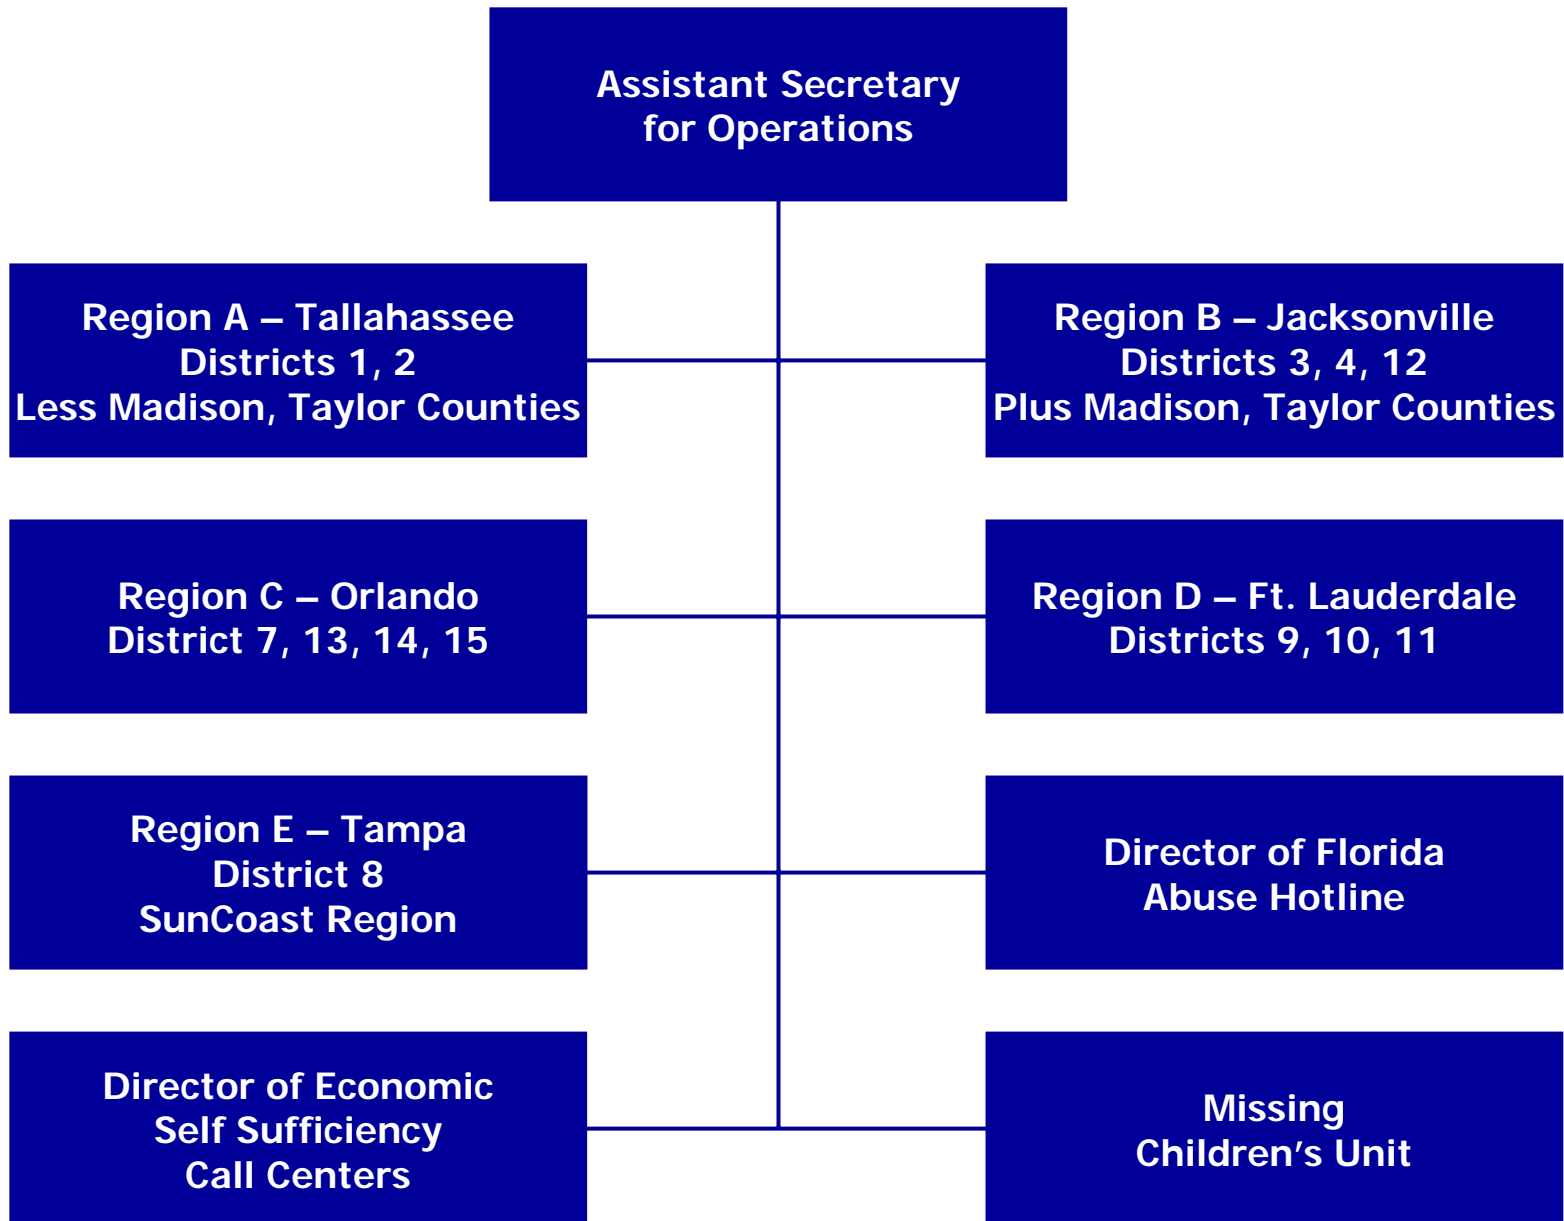 Assistant Secretary
for Operations
Region A – Tallahassee
Districts 1, 2
Less Madison, Taylor Counties
Region B – Jacksonville
Districts 3, 4, 12
Plus Madison, Taylor Counties
Region C – Orlando
District 7, 13, 14, 15
Region D – Ft. Lauderdale
Districts 9, 10, 11
Region E – Tampa
District 8
SunCoast Region
Director of Florida
Abuse Hotline
Director of Economic
Self Sufficiency
Call Centers
Missing
Children’s Unit